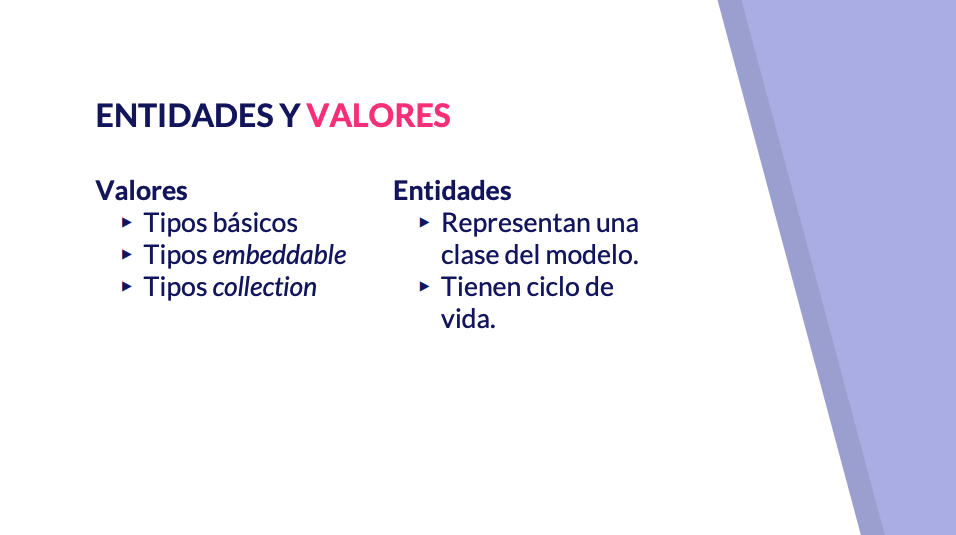 ENTIDADES Y VALORES
Valores
Tipos básicos
Tipos embeddable
Tipos collection
Entidades
Representan una
clase del modelo.
Tienen ciclo de
vida.